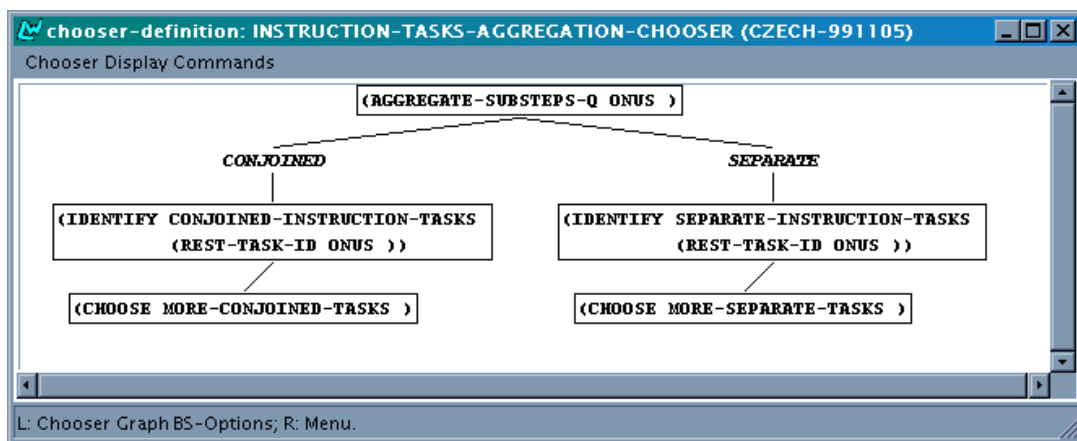 chooser-definition: INSTRUCTION-TASKS-AGGREGATION-CHOOSER (CZECH-991105)
Chooser Display Commands
(AGGREGATE-SUBSTEPS-Q ONUS )
CONJOINED
SEPARATE
(IDENTIFY CONJOINED-INSTRUCTION-TASKS
(REST-TASK-ID ONUS ))
(IDENTIFY SEPARATE-INSTRUCTION-TASKS
(REST-TASK-ID ONUS ))
(CHOOSE MORE-CONJOINED-TASKS )
(CHOOSE MORE-SEPARATE-TASKS )
L: Chooser Graph BS-Options; R: Menu.